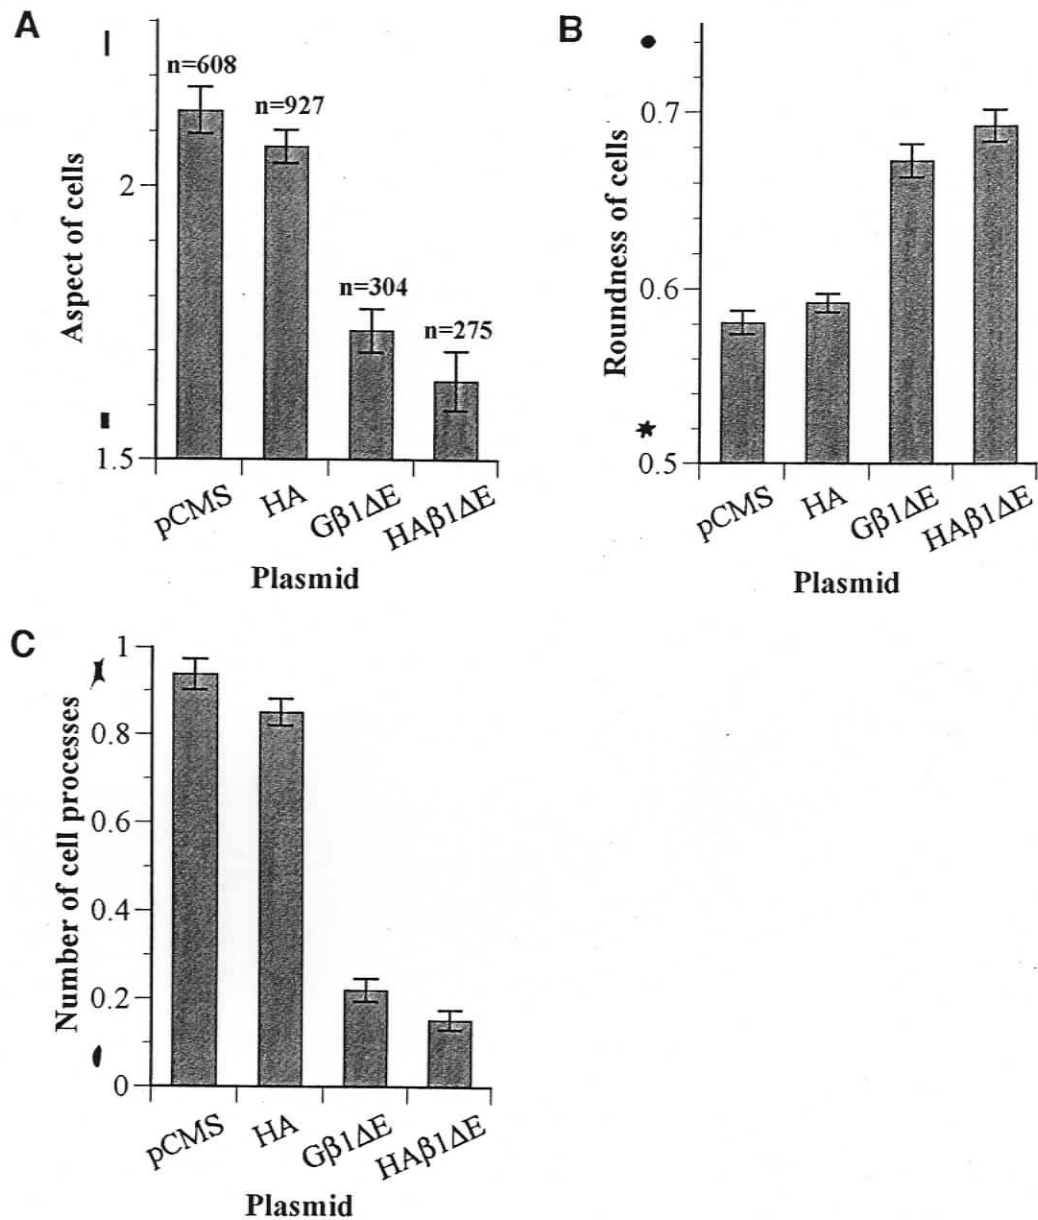 A
n=608
n=927
2
Aspect of cells
n=304
n=275
1.5
pCMS
HA
Gβ1ΔE
HAβ1ΔE
Plasmid
B
0.7
Roundness of cells
0.6
0.5
pCMS
HA
Gβ1ΔE
HAβ1ΔE
Plasmid
C
1
0.8
Number of cell processes
0.6
0.4
0.2
0
pCMS
HA
Gβ1ΔE
HAβ1ΔE
Plasmid